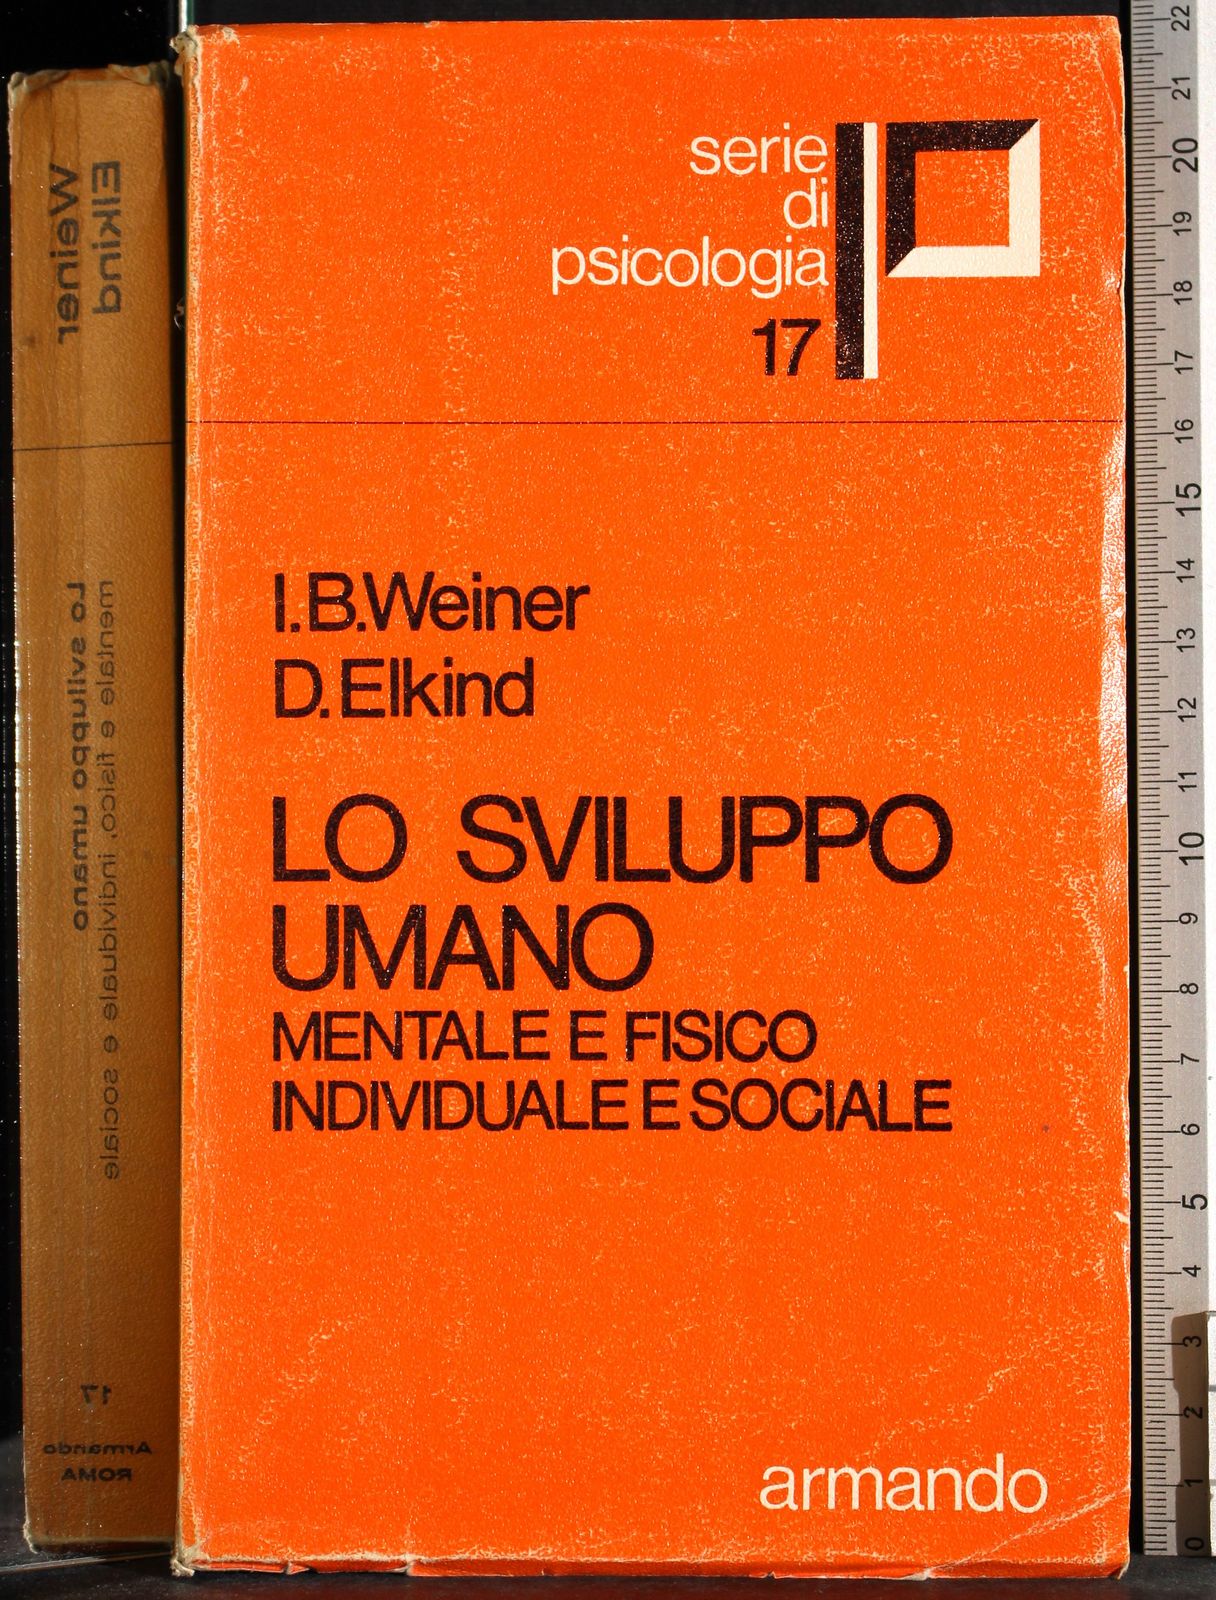 Elkind
Weiner
Lo sviluppo umano
mentale e fisico, individuale e sociale
17
Armando
ROMA
serie
di
psicologia
17
I.B.Weiner
D.Elkind
LO SVILUPPO
UMANO
MENTALE E FISICO
INDIVIDUALE E SOCIALE
armando
22
21
20
19
18
17
16
15
14
13
12
11
10
9
8
7
6
5
4
3
2
1
0